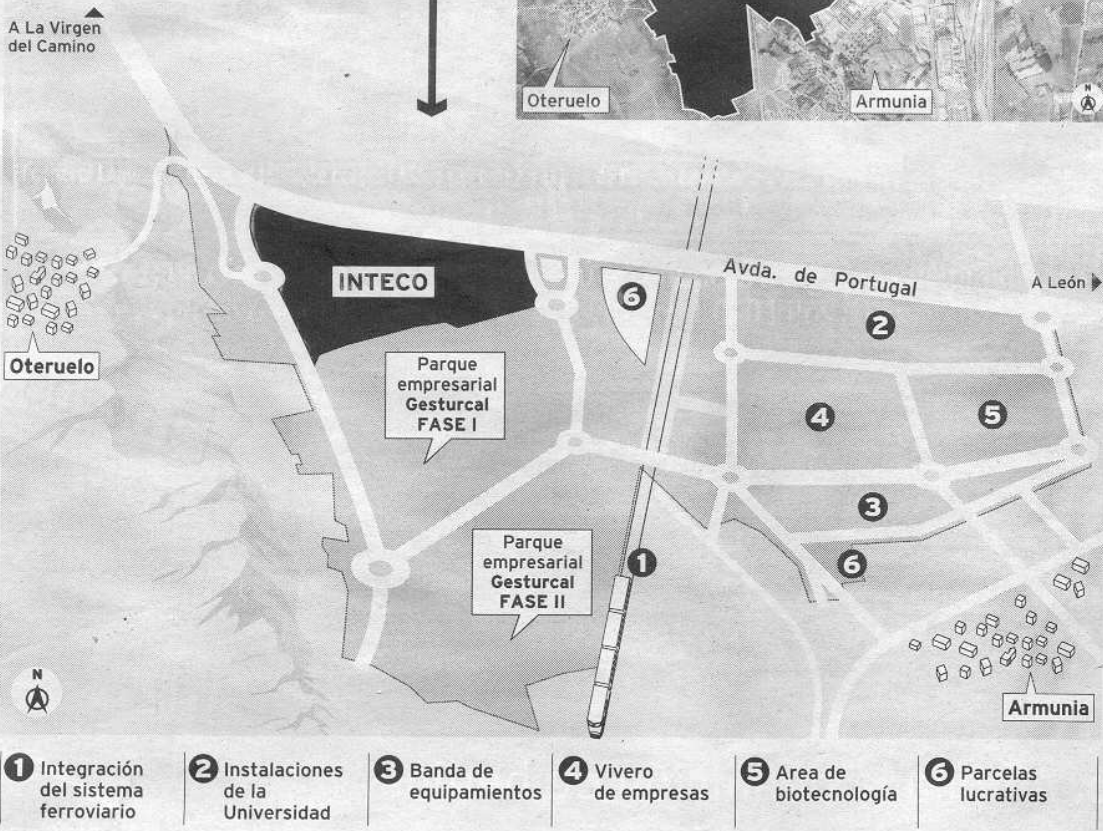 A La Virgen
del Camino
Oteruelo
Armunia
N
INTECO
6
Avda. de Portugal
A León
2
Oteruelo
Parque
empresarial
Gesturcal
FASE I
4
5
3
Parque
empresarial
Gesturcal
FASE II
1
6
N
Armunia
1 Integración
del sistema
ferroviario
2 Instalaciones
de la
Universidad
3 Banda de
equipamientos
4 Vivero
de empresas
5 Area de
biotecnología
6 Parcelas
lucrativas